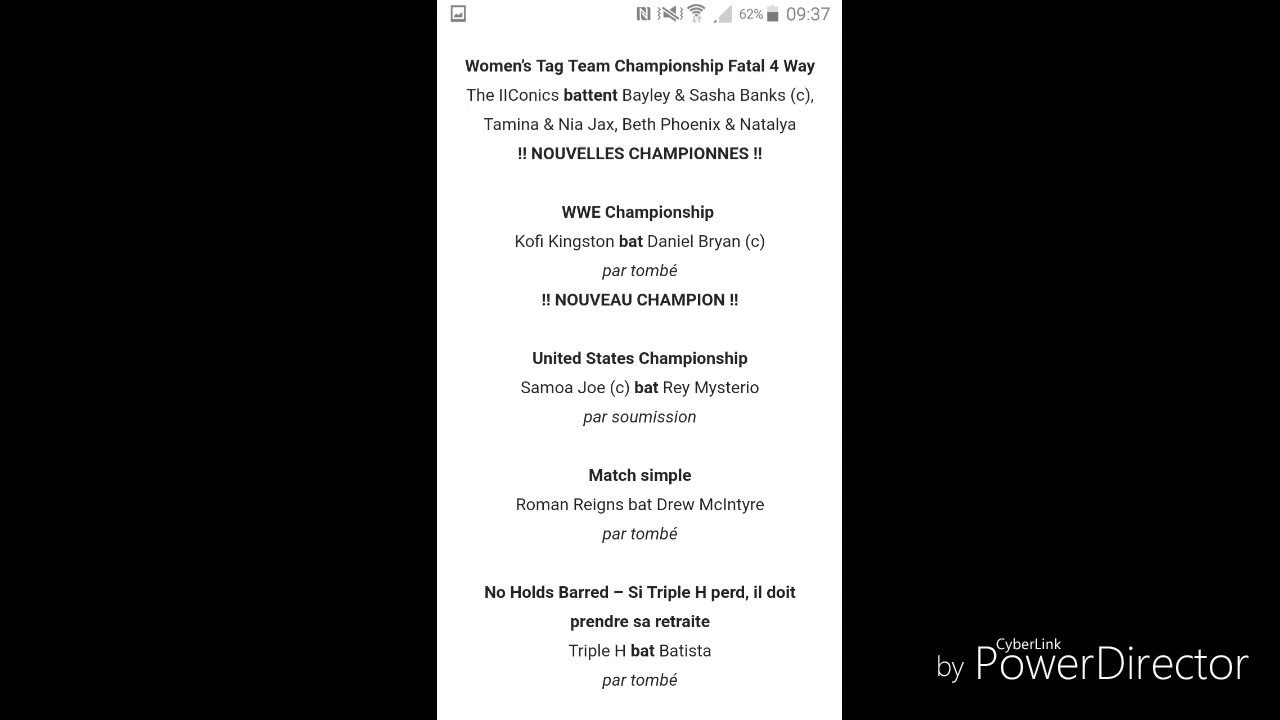 62% 09:37
Women’s Tag Team Championship Fatal 4 Way
The IIConics battent Bayley & Sasha Banks (c),
Tamina & Nia Jax, Beth Phoenix & Natalya
!! NOUVELLES CHAMPIONNES !!
WWE Championship
Kofi Kingston bat Daniel Bryan (c)
par tombé
!! NOUVEAU CHAMPION !!
United States Championship
Samoa Joe (c) bat Rey Mysterio
par soumission
Match simple
Roman Reigns bat Drew McIntyre
par tombé
No Holds Barred – Si Triple H perd, il doit
prendre sa retraite
Triple H bat Batista
par tombé
CyberLink
by PowerDirector